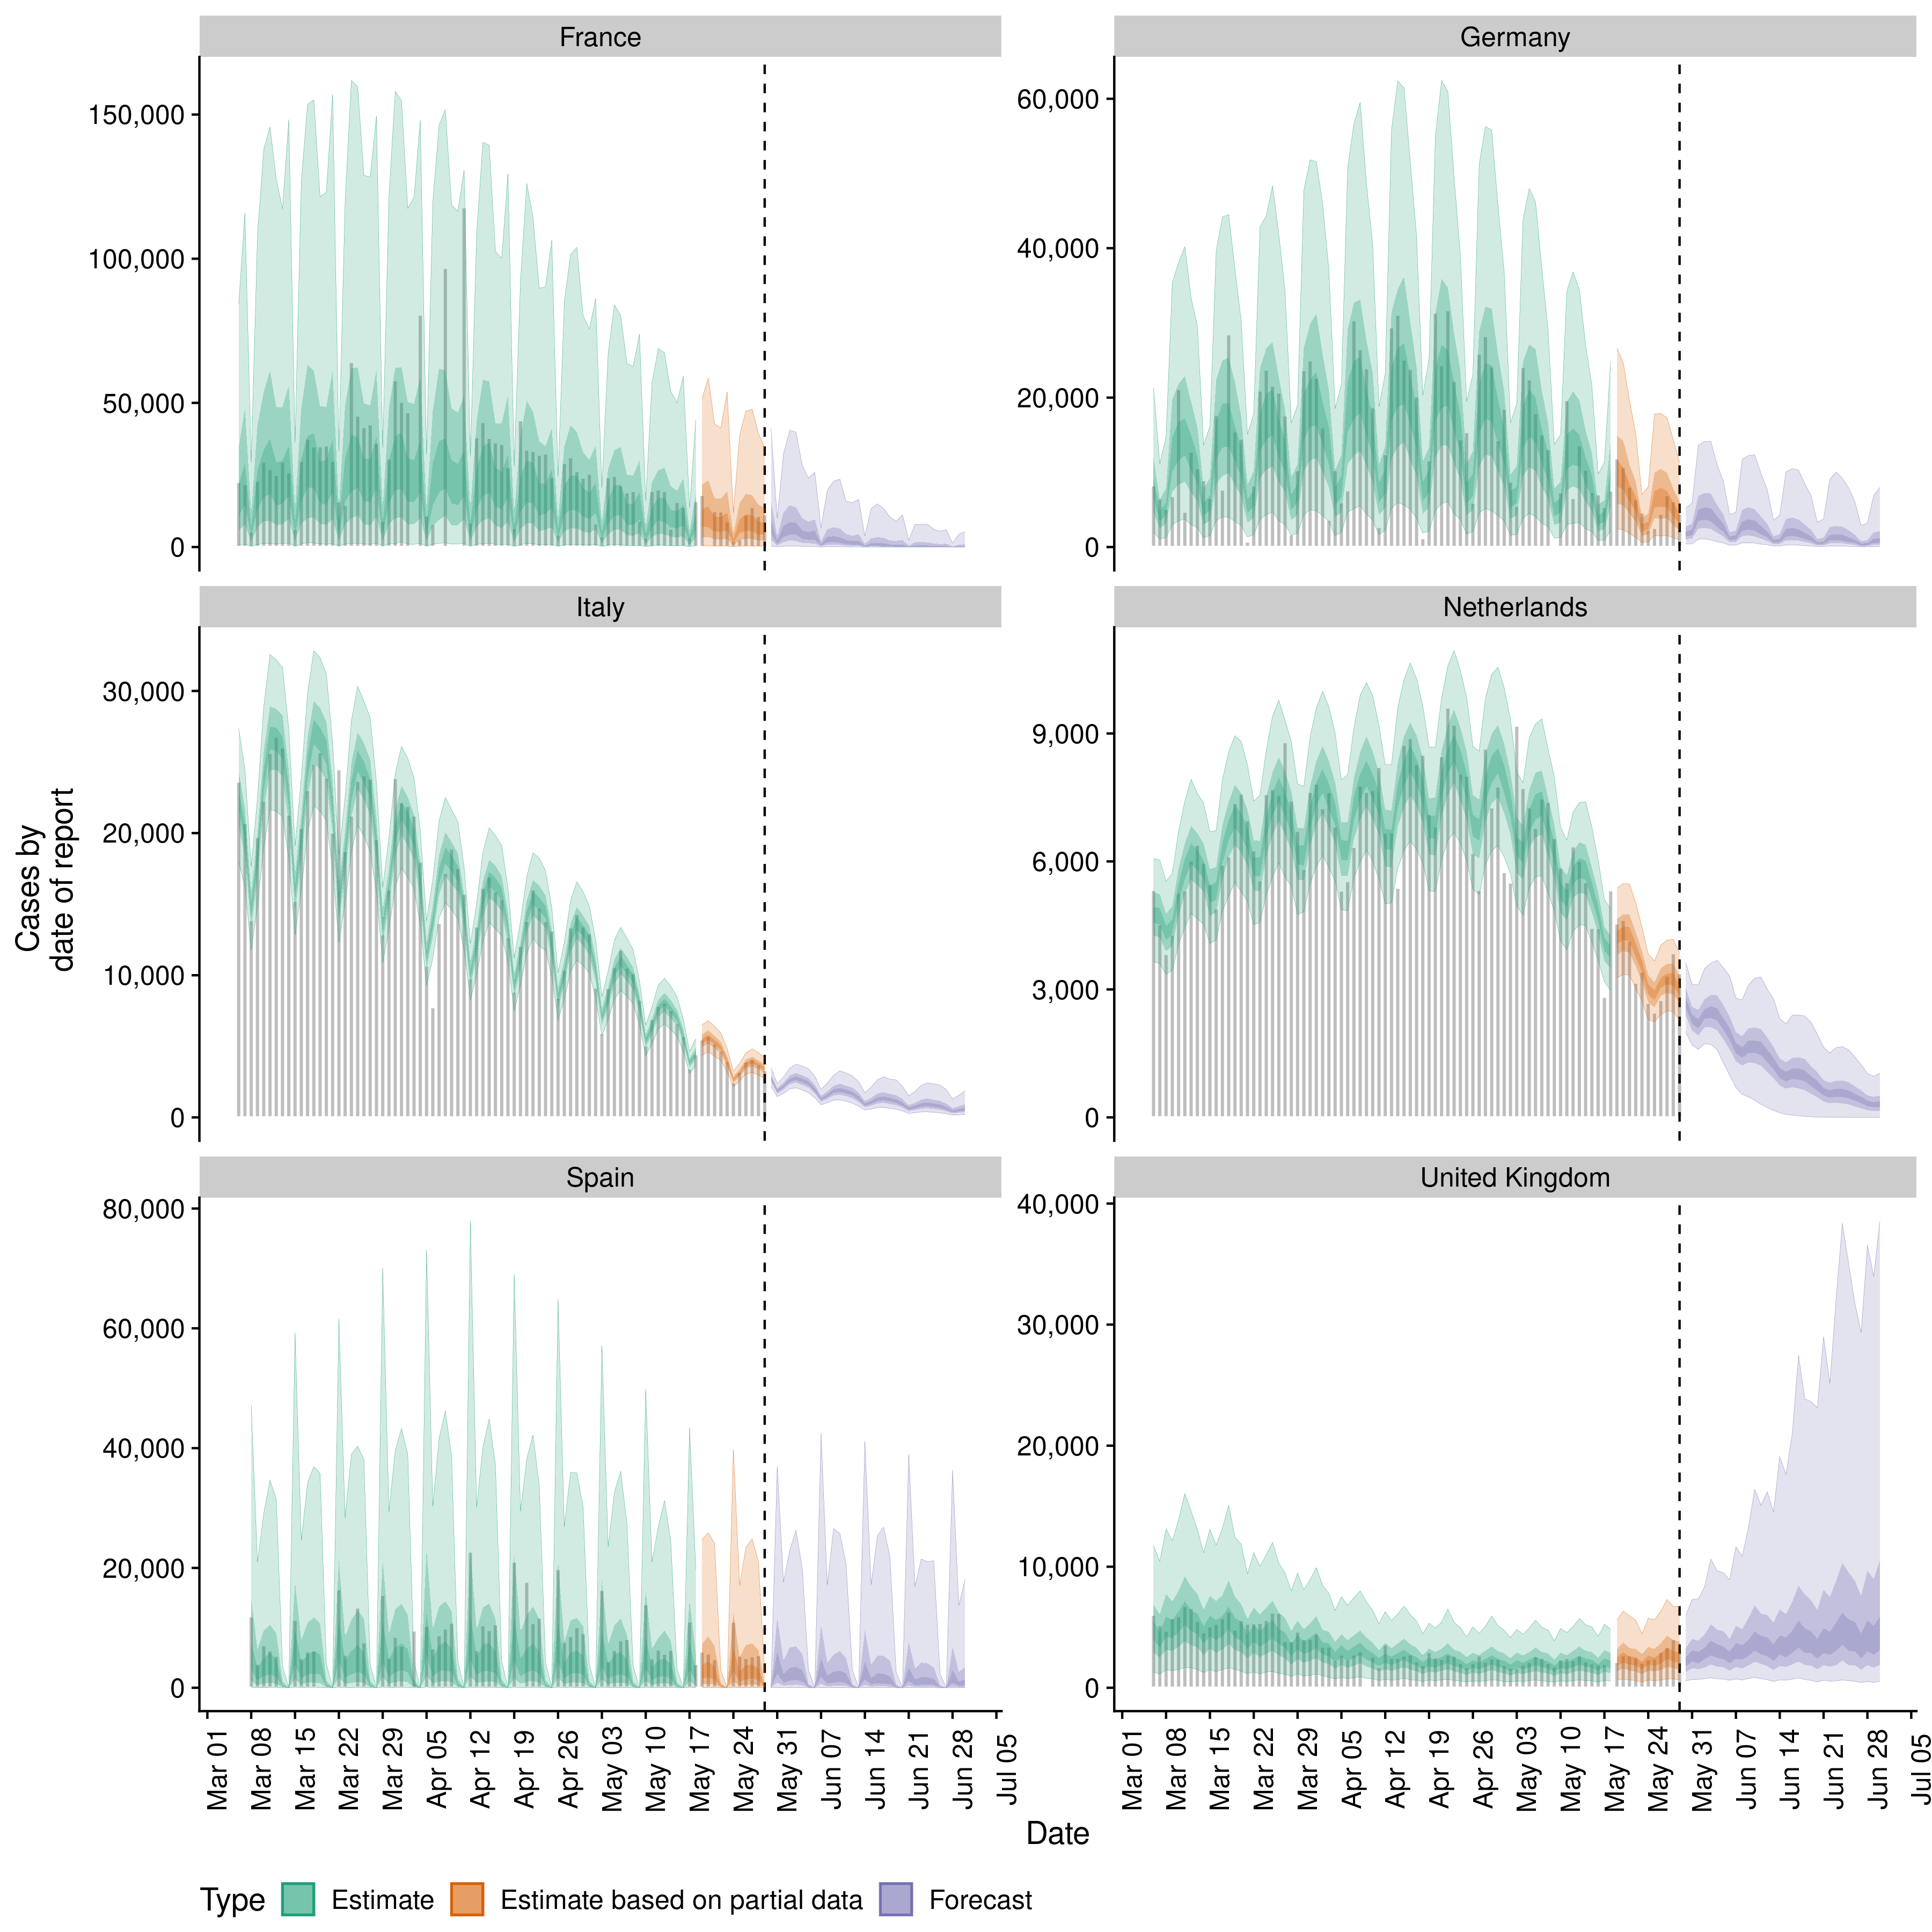 France
Germany
150,000
100,000
50,000
0
60,000
40,000
20,000
0
Italy
Netherlands
30,000
20,000
10,000
0
9,000
6,000
3,000
0
Cases by
date of report
Spain
United Kingdom
80,000
60,000
40,000
20,000
0
40,000
30,000
20,000
10,000
0
Mar 01
Mar 08
Mar 15
Mar 22
Mar 29
Apr 05
Apr 12
Apr 19
Apr 26
May 03
May 10
May 17
May 24
May 31
Jun 07
Jun 14
Jun 21
Jun 28
Jul 05
Mar 01
Mar 08
Mar 15
Mar 22
Mar 29
Apr 05
Apr 12
Apr 19
Apr 26
May 03
May 10
May 17
May 24
May 31
Jun 07
Jun 14
Jun 21
Jun 28
Jul 05
Date
Type Estimate Estimate based on partial data Forecast